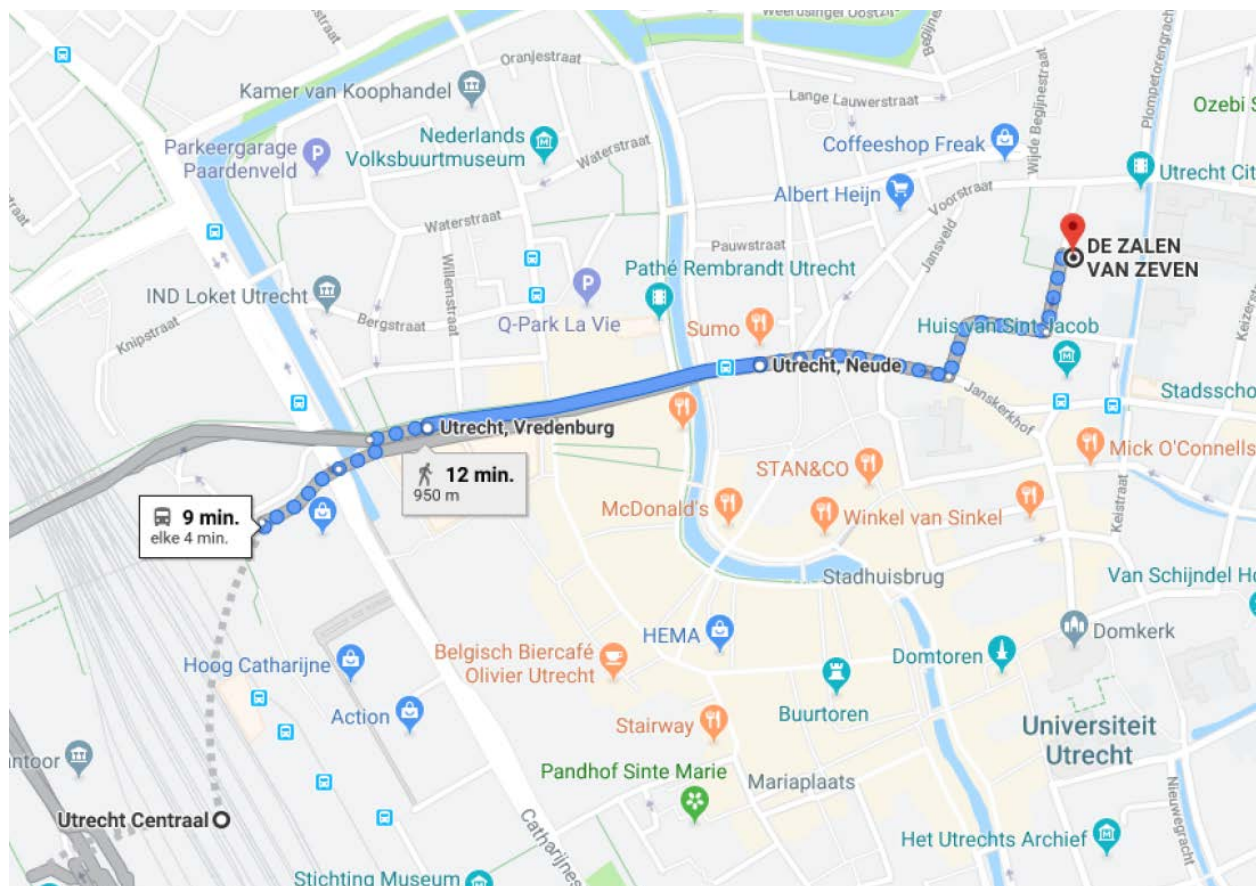 Weerdsingel Oostzij
Oranjestraat
Kamer van Koophandel
Lange Lauwerstraat
Plompetorengracht
Ozebi S
Nederlands
Volksbuurtmuseum
Coffeeshop Freak
Wijde Begijnestraat
Parkeergarage
Paardenveld
Waterstraat
Utrecht Cit
Albert Heijn
Voorstraat
Waterstraat
Pauwstraat
Jansveld
DE ZALEN
VAN ZEVEN
Willemstraat
Pathé Rembrandt Utrecht
IND Loket Utrecht
Keizerst
Bergstraat
Q-Park La Vie
Sumo
Huis van Sint Jacob
Knipstraat
Utrecht, Neude
Stadsscho
Janskerkhof
Utrecht, Vredenburg
Mick O'Connells
12 min.
950 m
STAN&CO
9 min.
elke 4 min.
McDonald's
Winkel van Sinkel
Keistraat
Stadhuisbrug
Van Schijndel Ho
HEMA
Domkerk
Hoog Catharijne
Belgisch Biercafé
Olivier Utrecht
Domtoren
Action
Buurtoren
Stairway
Universiteit
Utrecht
antoor
Pandhof Sinte Marie
Mariaplaats
Utrecht Centraal
Nieuwegracht
Catharijnes
Het Utrechts Archief
Stichting Museum